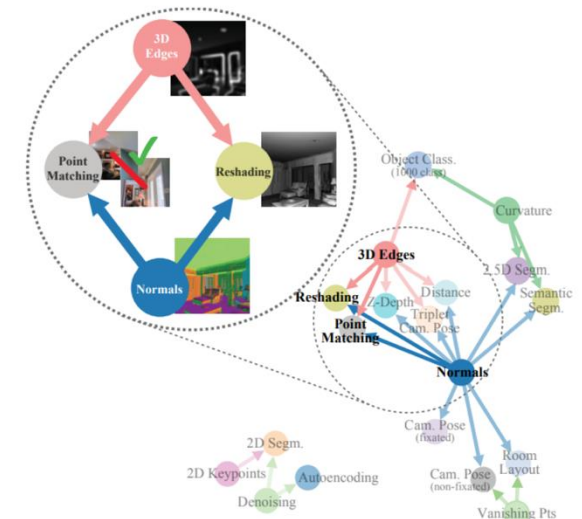 3D
Edges
Point
Matching
Reshading
Normals
Object Class.
(1000 class)
Curvature
3D Edges
2.5D Segm.
Distance
Reshading
Z-Depth
Semantic
Segm.
Triplet
Cam. Pose
Point
Matching
Normals
Cam. Pose
(fixated)
2D Segm.
Room
Layout
2D Keypoints
Autoencoding
Cam. Pose
(non-fixated)
Denoising
Vanishing Pts